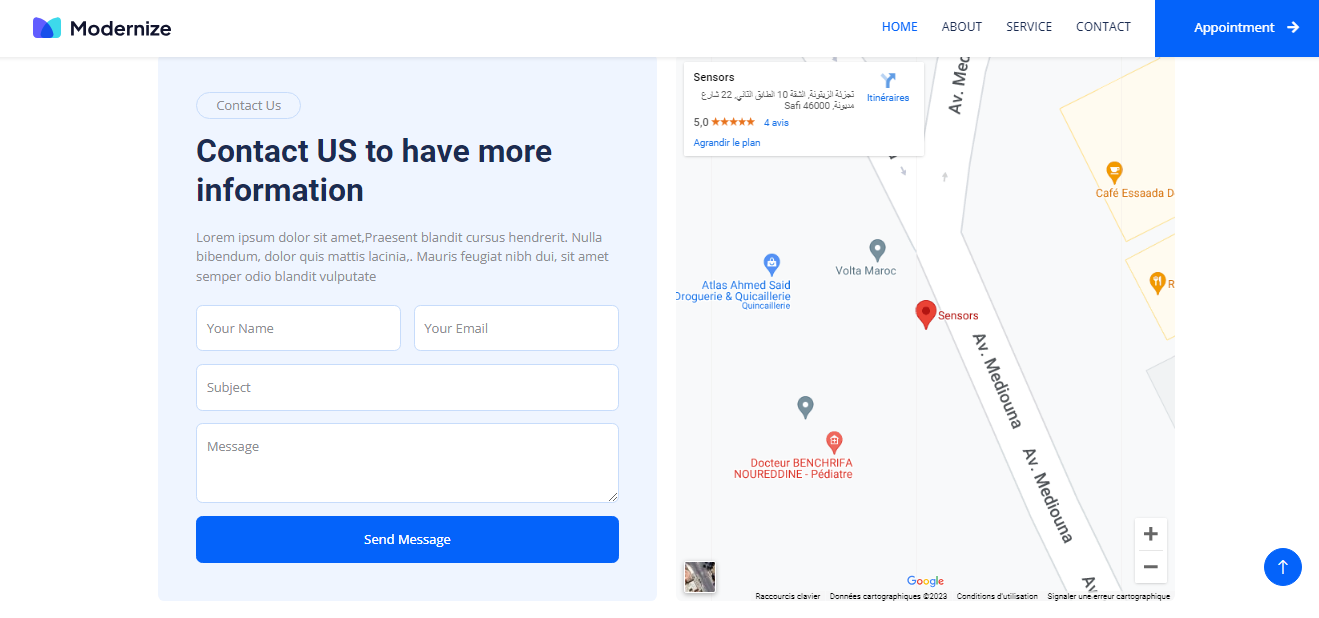 Modernize
HOME
ABOUT
SERVICE
CONTACT
Appointment
Contact Us
Contact US to have more
information
Lorem ipsum dolor sit amet,Praesent blandit cursus hendrerit. Nulla
bibendum, dolor quis mattis lacinia,. Mauris feugiat nibh dui, sit amet
semper odio blandit vulputate
Your Name
Your Email
Subject
Message
Send Message
Sensors
تجزئة الزيتونة, الشقة 10 الطابق الثاني, 22 شارع
مديونة, Safi 46000
5,0
4 avis
Agrandir le plan
Itinéraires
Av. Med
Café Essaada D
Volta Maroc
Atlas Ahmed Said
Droguerie & Quicaillerie
Quincaillerie
R
Sensors
Av. Mediouna
Docteur BENCHRIFA
NOUREDDINE - Pédiatre
Av. Mediouna
Av
Google
Raccourcis clavier
Données cartographiques ©2023
Conditions d'utilisation
Signaler une erreur cartographique